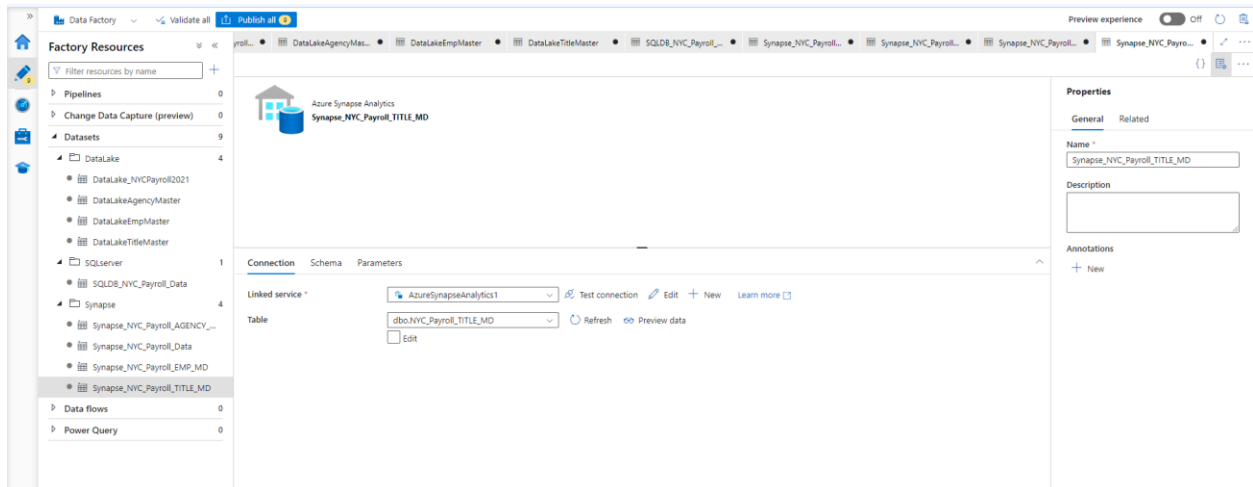 Data Factory
Validate all
Publish all 9
Preview experience
Off
Factory Resources
Filter resources by name
Pipelines 0
Change Data Capture (preview) 0
Datasets 9
DataLake 4
DataLake_NYCPayroll2021
DataLakeAgencyMaster
DataLakeEmpMaster
DataLakeTitleMaster
SQLserver 1
SQLDB_NYC_Payroll_Data
Synapse 4
Synapse_NYC_Payroll_AGENCY_...
Synapse_NYC_Payroll_Data
Synapse_NYC_Payroll_EMP_MD
Synapse_NYC_Payroll_TITLE_MD
Data flows 0
Power Query 0
yroll...
DataLakeAgencyMas...
DataLakeEmpMaster
DataLakeTitleMaster
SQLDB_NYC_Payroll_...
Synapse_NYC_Payroll...
Synapse_NYC_Payroll...
Synapse_NYC_Payroll...
Synapse_NYC_Payro...
{}
Azure Synapse Analytics
Synapse_NYC_Payroll_TITLE_MD
Connection Schema Parameters
Linked service *
AzureSynapseAnalytics1
Test connection
Edit
New
Learn more
Table
dbo.NYC_Payroll_TITLE_MD
Refresh
Preview data
Edit
Properties
General Related
Name *
Synapse_NYC_Payroll_TITLE_MD
Description
Annotations
New